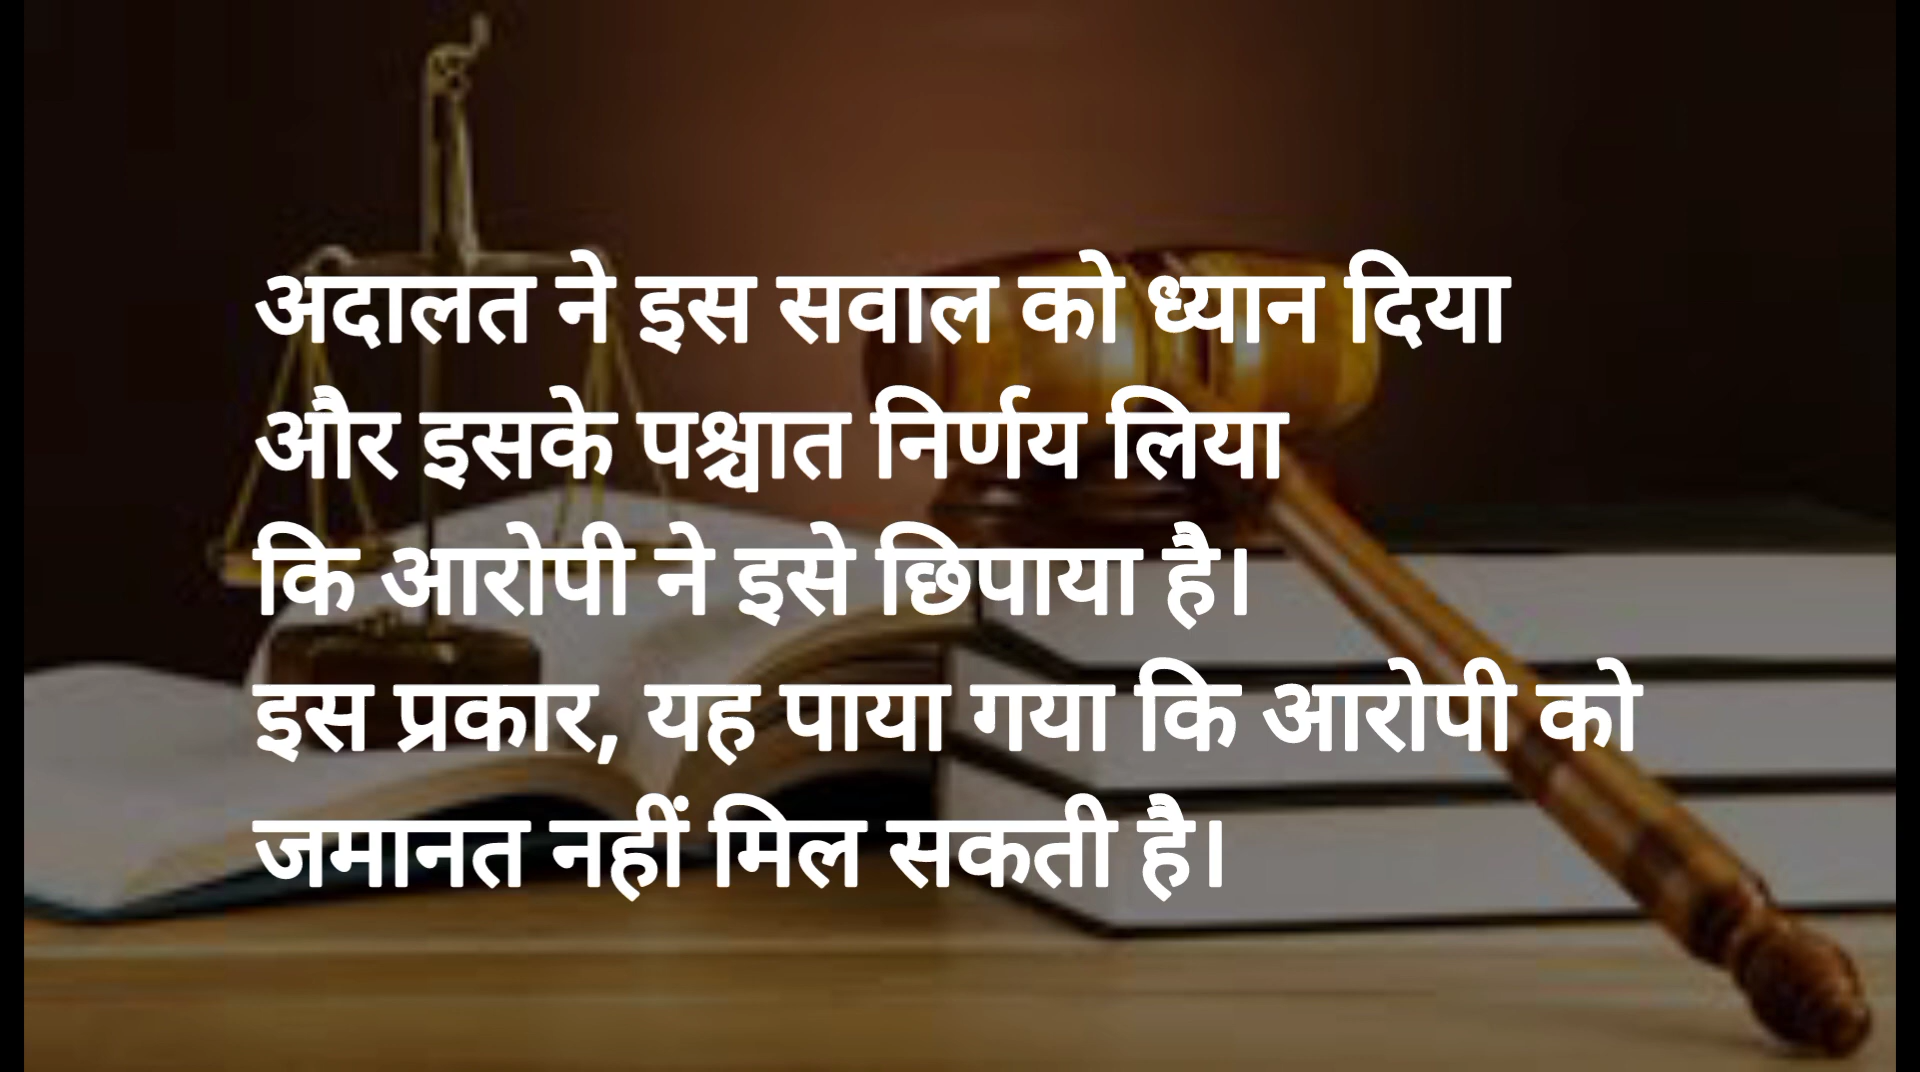 अदालत ने इस सवाल को ध्यान दिया
और इसके पश्चात निर्णय लिया
कि आरोपी ने इसे छिपाया है।
इस प्रकार, यह पाया गया कि आरोपी को
जमानत नहीं मिल सकती है।